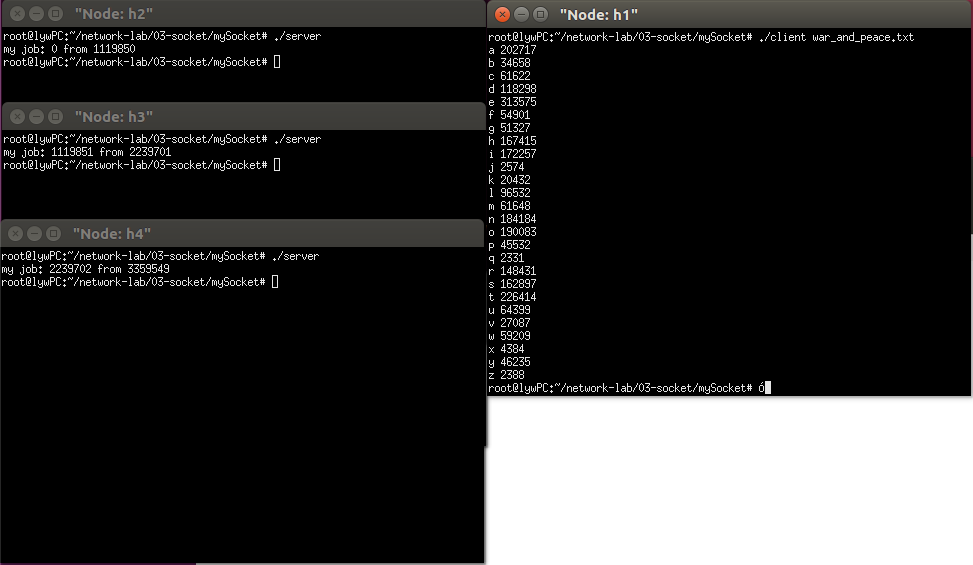 "Node: h2"
root@lywPC:~/network-lab/03-socket/mySocket# ./server
my job: 0 from 1119850
root@lywPC:~/network-lab/03-socket/mySocket#
"Node: h3"
root@lywPC:~/network-lab/03-socket/mySocket# ./server
my job: 1119851 from 2239701
root@lywPC:~/network-lab/03-socket/mySocket#
"Node: h4"
root@lywPC:~/network-lab/03-socket/mySocket# ./server
my job: 2239702 from 3359549
root@lywPC:~/network-lab/03-socket/mySocket#
"Node: h1"
root@lywPC:~/network-lab/03-socket/mySocket# ./client war_and_peace.txt
a 202717
b 34658
c 61622
d 118298
e 313575
f 54901
g 51327
h 167415
i 172257
j 2574
k 20432
l 96532
m 61648
n 184184
o 190083
p 45532
q 2331
r 148431
s 162897
t 226414
u 64399
v 27087
w 59209
x 4384
y 46235
z 2388
root@lywPC:~/network-lab/03-socket/mySocket# Ó